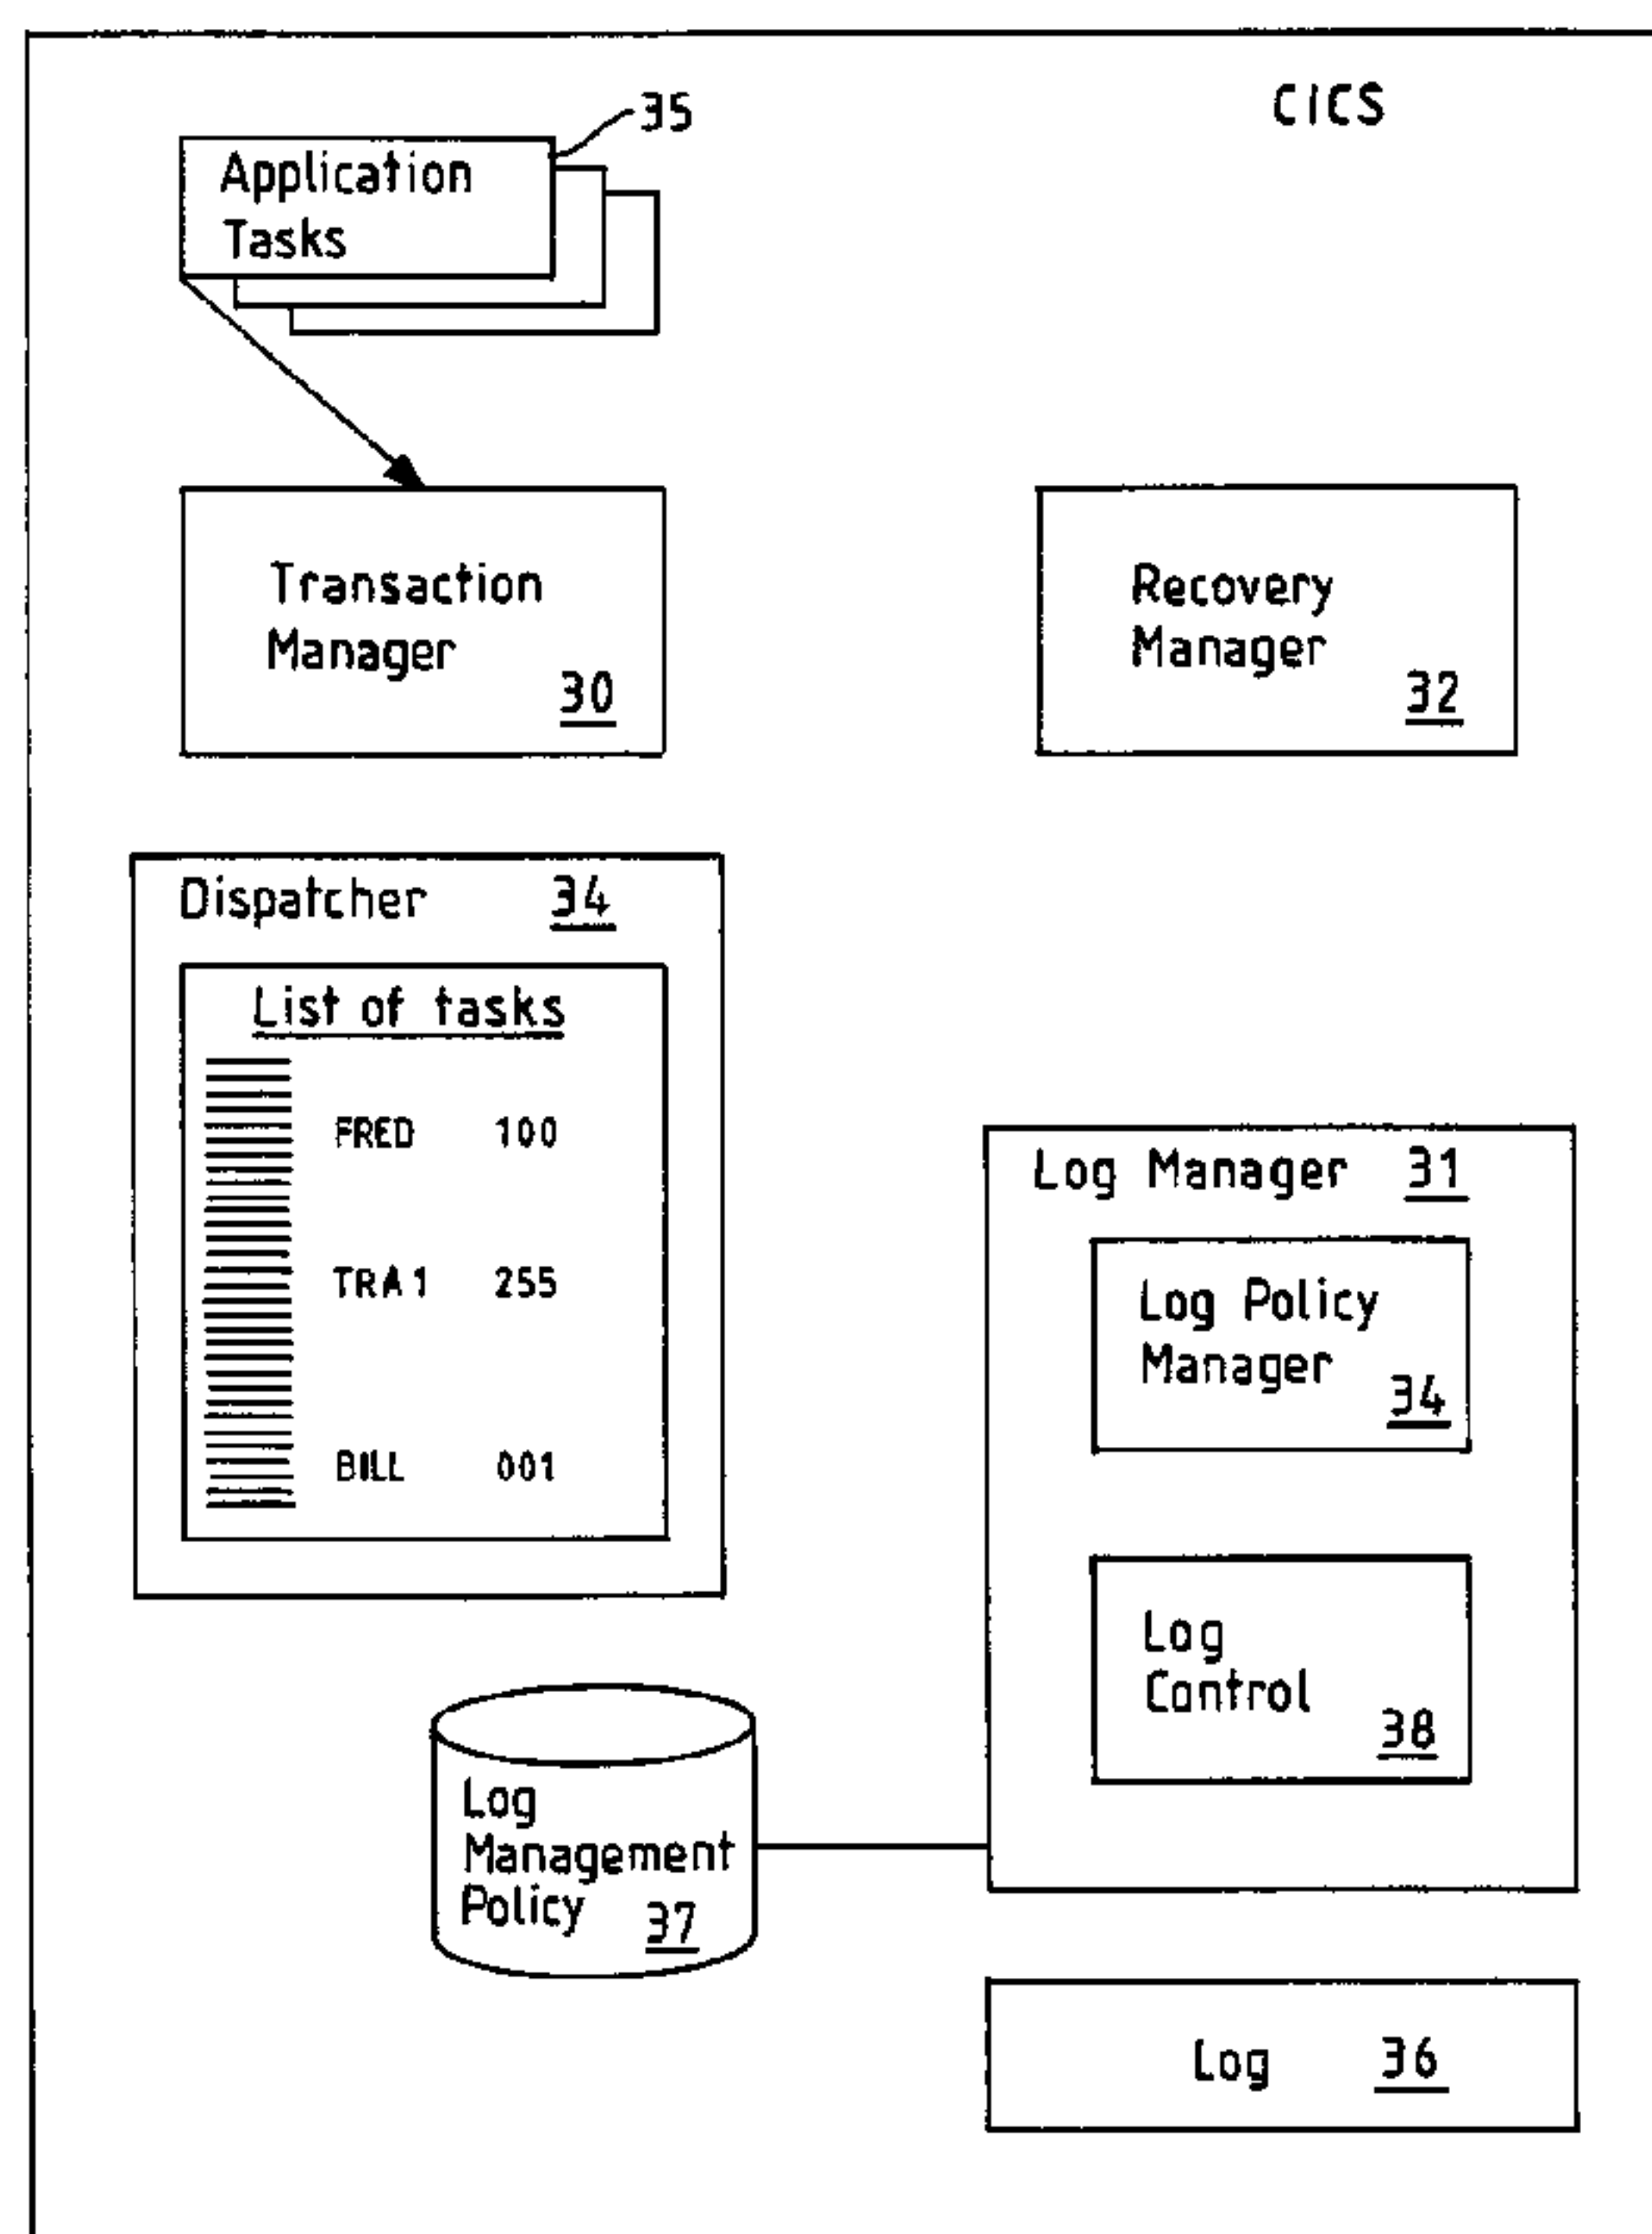 CICS
35
Application
Tasks
Transaction
Manager
30
Recovery
Manager
32
Dispatcher 34
List of tasks
FRED 100
TRA1 255
BILL 001
Log Manager 31
Log Policy
Manager
34
Log
Control
38
Log
Management
Policy
37
Log 36